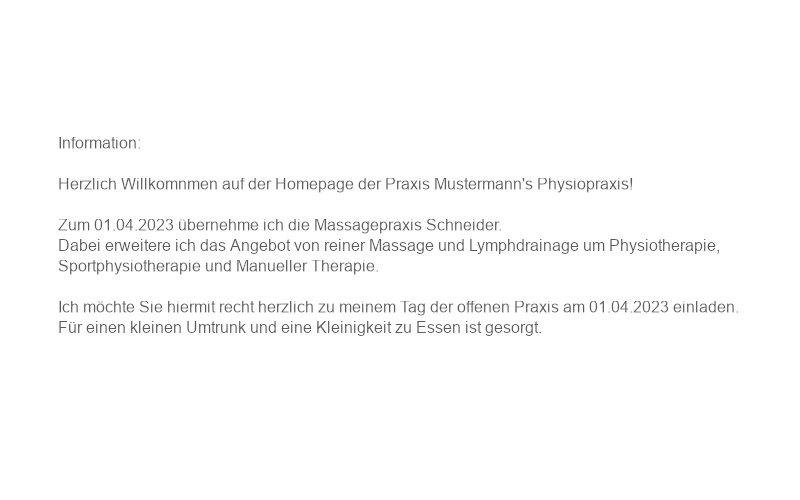 Information:
Herzlich Willkomnmen auf der Homepage der Praxis Mustermann's Physiopraxis!
Zum 01.04.2023 übernehme ich die Massagepraxis Schneider.
Dabei erweitere ich das Angebot von reiner Massage und Lymphdrainage um Physiotherapie,
Sportphysiotherapie und Manueller Therapie.
Ich möchte Sie hiermit recht herzlich zu meinem Tag der offenen Praxis am 01.04.2023 einladen.
Für einen kleinen Umtrunk und eine Kleinigkeit zu Essen ist gesorgt.